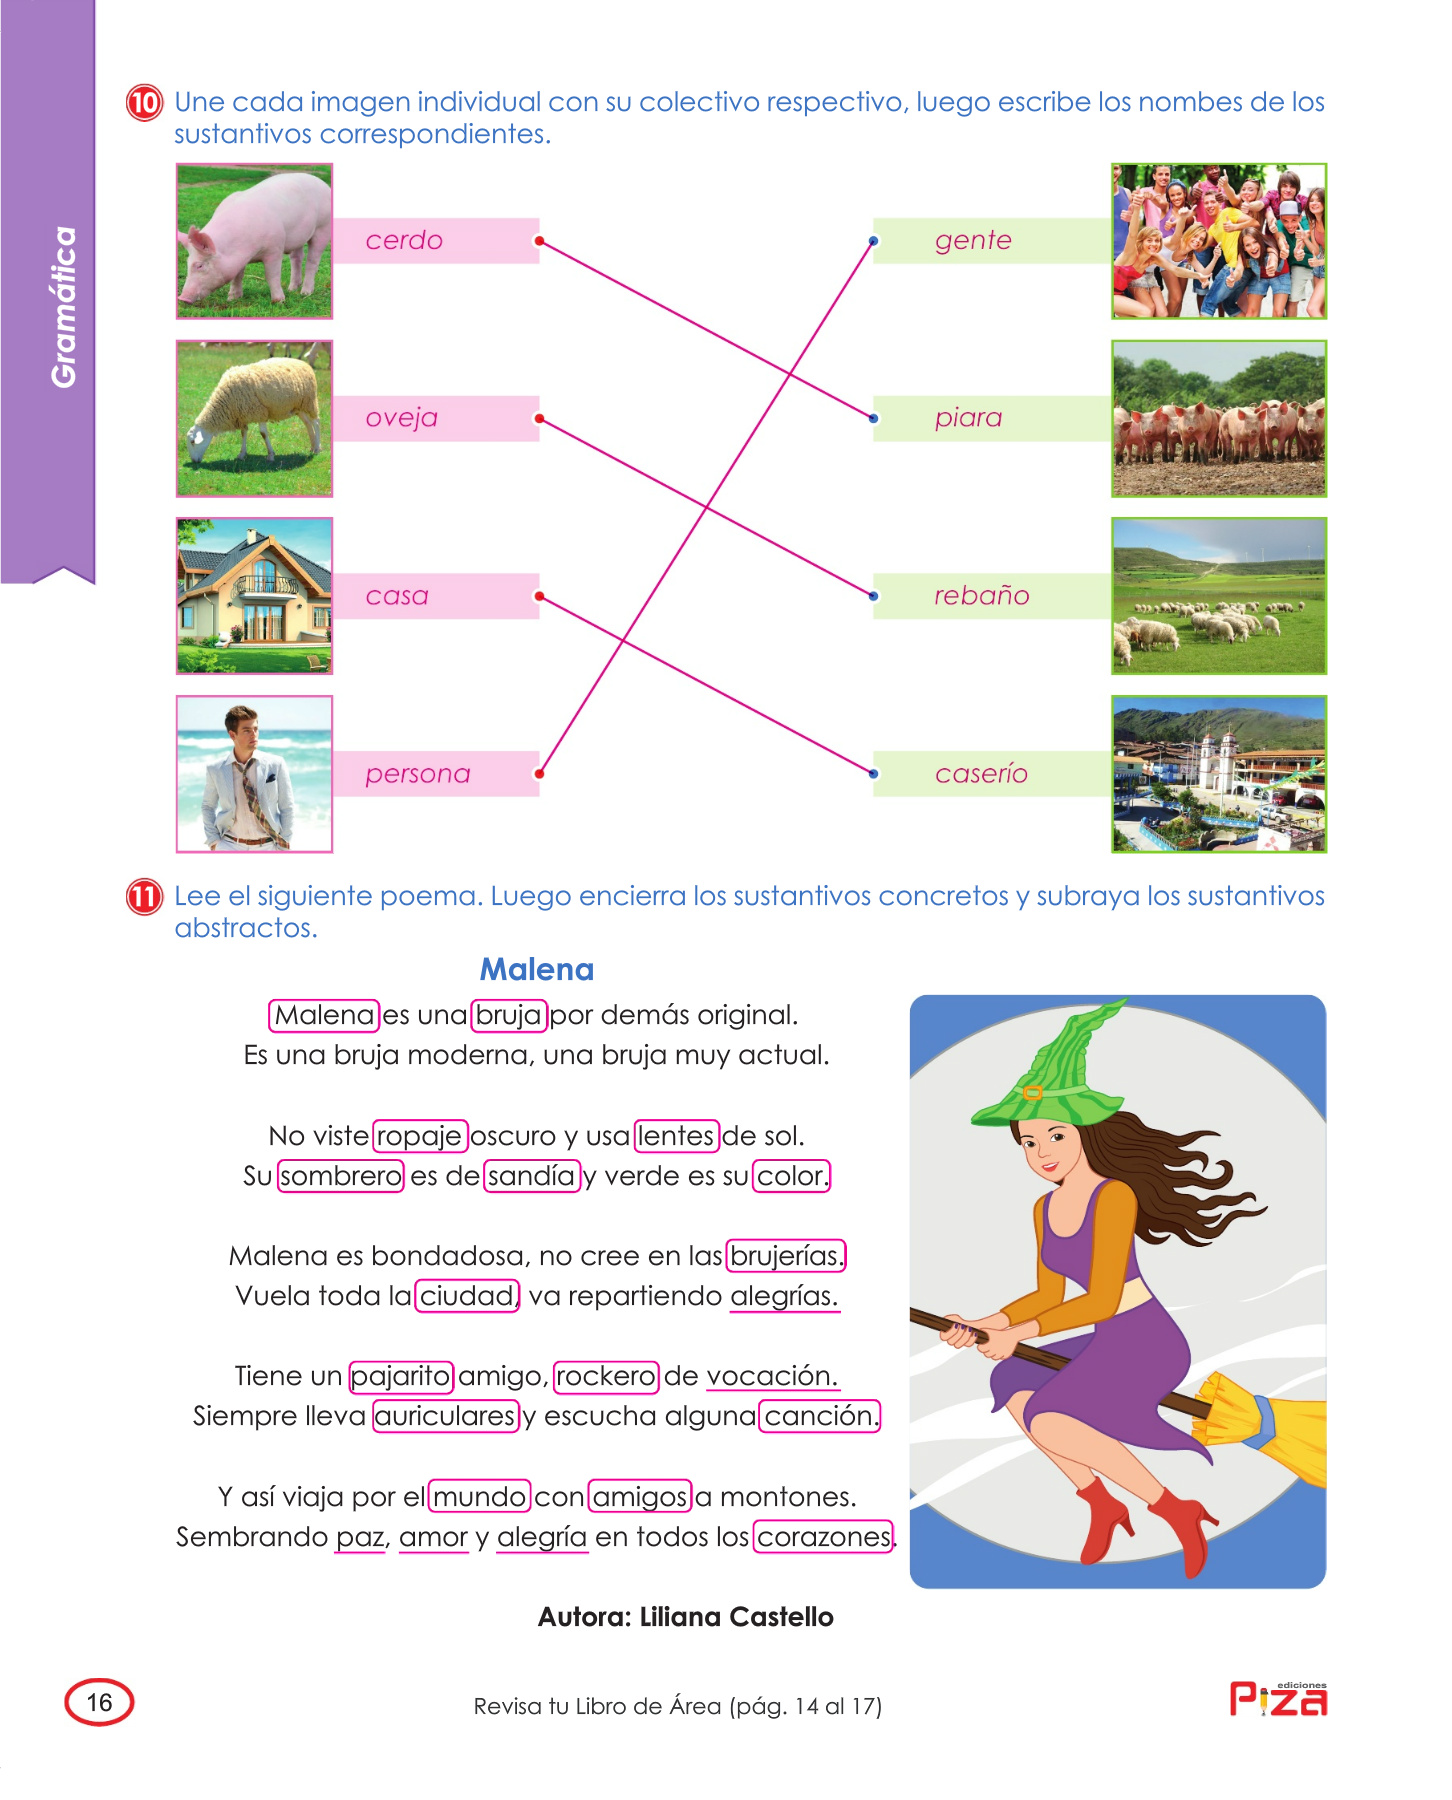 Gramática
10 Une cada imagen individual con su colectivo respectivo, luego escribe los nombes de los
sustantivos correspondientes.
cerdo
gente
oveja
piara
casa
rebaño
persona
caserío
11 Lee el siguiente poema. Luego encierra los sustantivos concretos y subraya los sustantivos
abstractos.
Malena
Malena es una bruja por demás original.
Es una bruja moderna, una bruja muy actual.
No viste ropaje oscuro y usa lentes de sol.
Su sombrero es de sandía y verde es su color.
Malena es bondadosa, no cree en las brujerías.
Vuela toda la ciudad, va repartiendo alegrías.
Tiene un pajarito amigo, rockero de vocación.
Siempre lleva auriculares y escucha alguna canción.
Y así viaja por el mundo con amigos a montones.
Sembrando paz, amor y alegría en todos los corazones.
Autora: Liliana Castello
16
Revisa tu Libro de Área (pág. 14 al 17)
ediciones
Piza